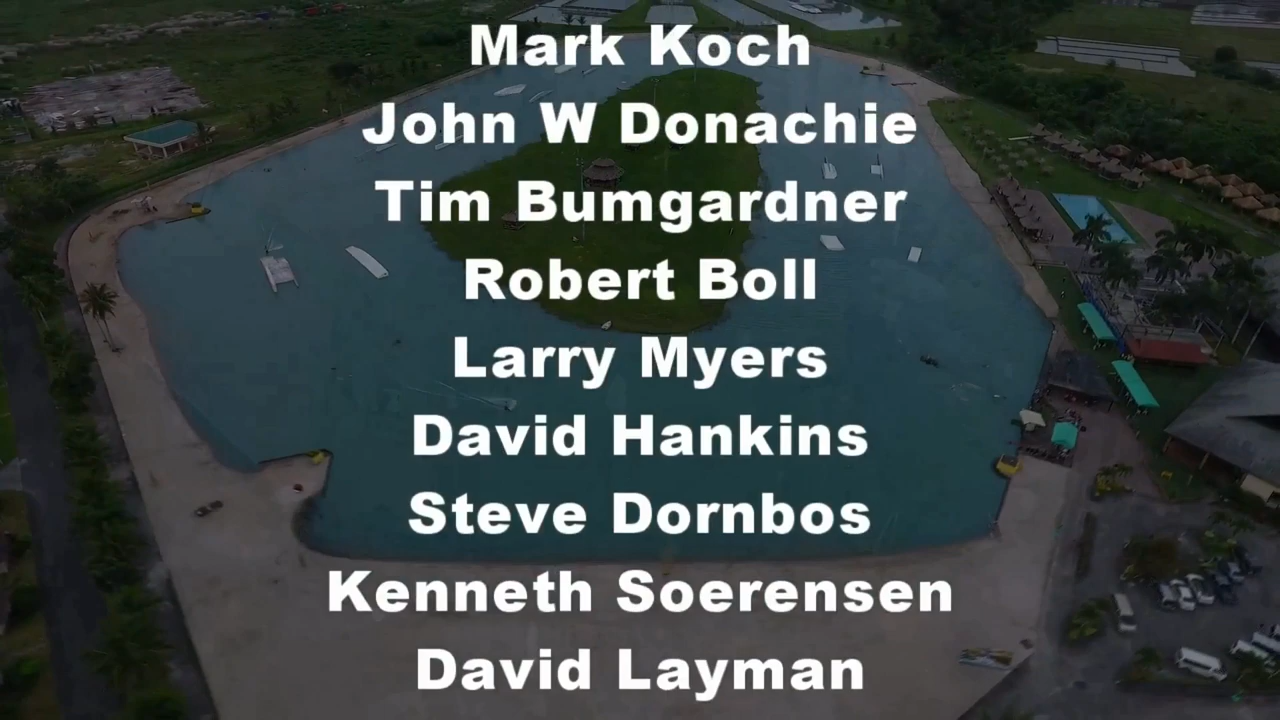 Mark Koch
John W Donachie
Tim Bumgardner
Robert Boll
Larry Myers
David Hankins
Steve Dornbos
Kenneth Soerensen
David Layman